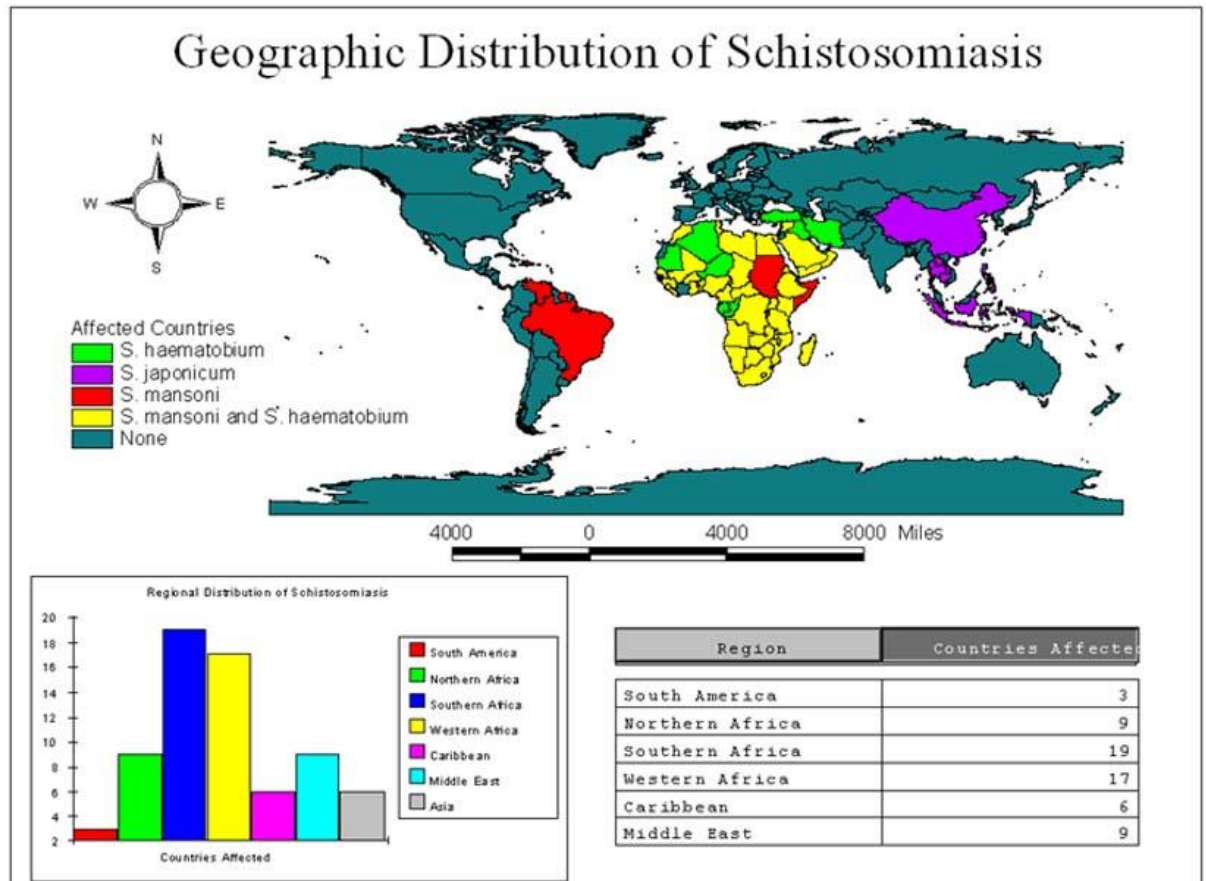 Geographic Distribution of Schistosomiasis
N
W E
S
Affected Countries
S. haematobium
S. japonicum
S. mansoni
S. mansoni and S'. haematobium
None
4000 0 4000 8000 Miles
Regional Distribution of Schistosomiasis
20
18
16
14
12
10
8
6
4
2
Countries Affected
South America
Northern Africa
Southern Africa
Western Africa
Caribbean
Middle East
Asia
Region Countries Affected
South America 3
Northern Africa 9
Southern Africa 19
Western Africa 17
Caribbean 6
Middle East 9